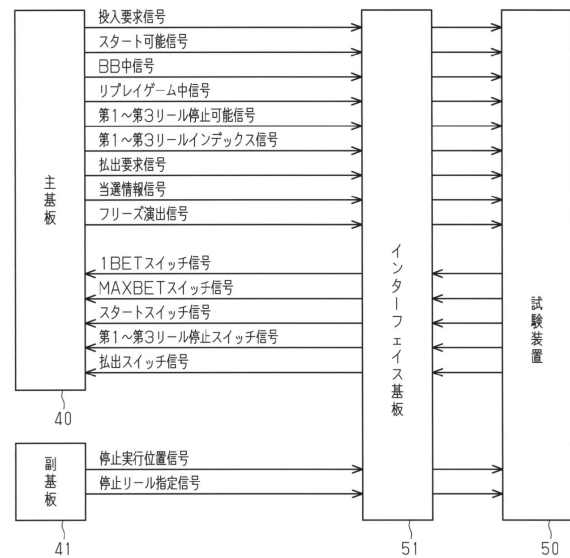 投入要求信号
スタート可能信号
BB中信号
リプレイゲーム中信号
第1～第3リール停止可能信号
第1～第3リールインデックス信号
払出要求信号
当選情報信号
フリーズ演出信号
主基板
1BETスイッチ信号
MAXBETスイッチ信号
スタートスイッチ信号
第1～第3リール停止スイッチ信号
払出スイッチ信号
インターフェイス基板
試験装置
40
副基板
停止実行位置信号
停止リール指定信号
41
51
50